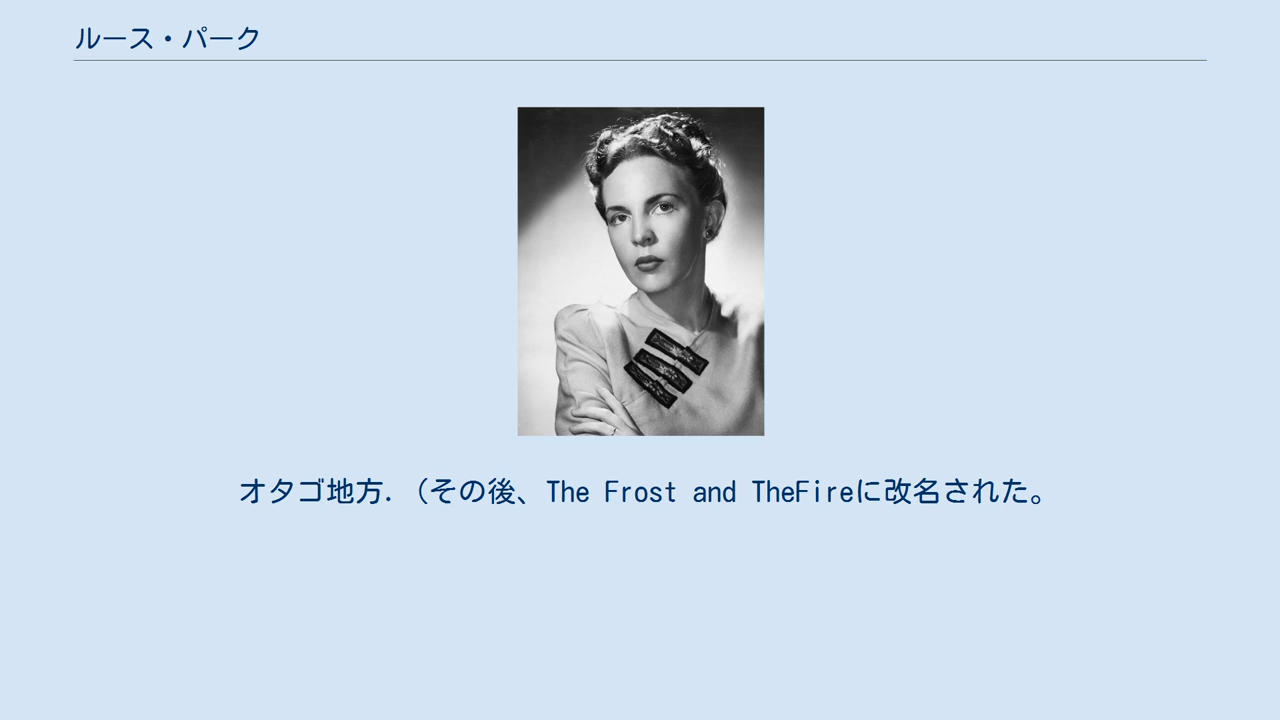 ルース・パーク
オタゴ地方. （その後、The Frost and TheFireに改名された。